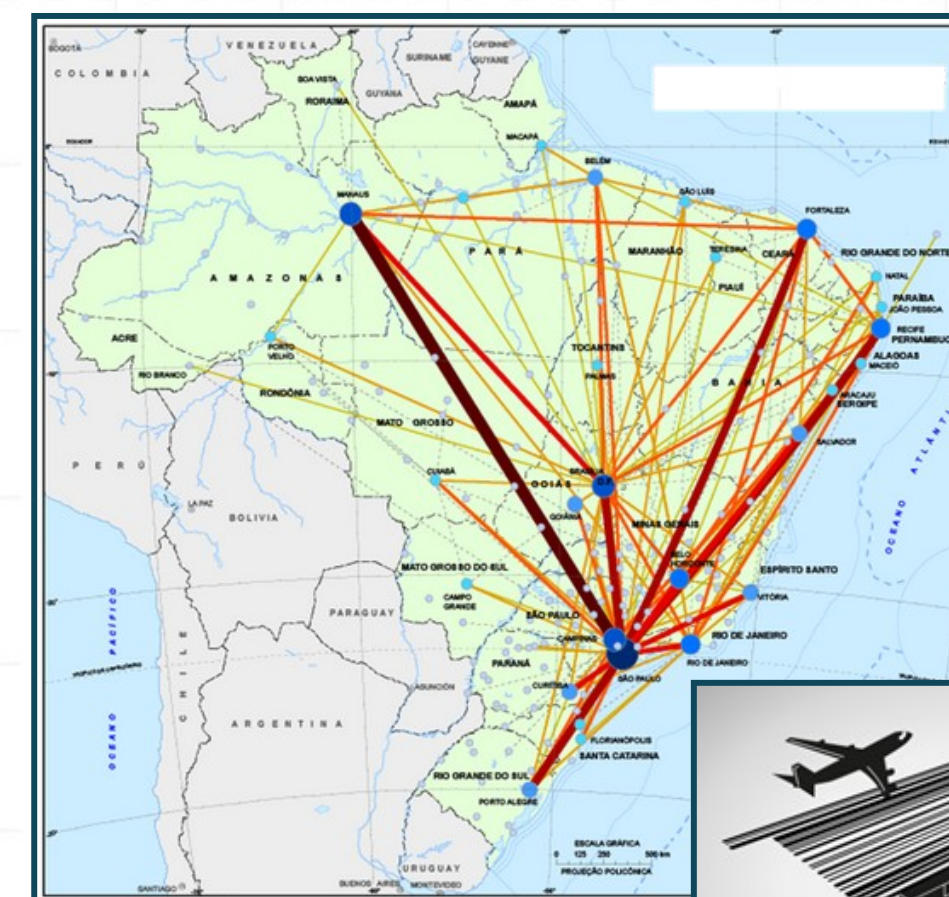 BOGOTÁ
COLOMBIA
VENEZUELA
SURINAME
CAYENNE
GUYANE
GUYANA
BOA VISTA
RORAIMA
AMAPÁ
MACAPÁ
BELÉM
SÃO LUÍS
FORTALEZA
MANAUS
PARÁ
MARANHÃO
TERESINA
CEARÁ
RIO GRANDE DO NORTE
NATAL
AMAZONAS
PIAUÍ
PARAÍBA
JOÃO PESSOA
RECIFE
PERNAMBUC
ACRE
PORTO
VELHO
RIO BRANCO
RONDÔNIA
TOCANTINS
PALMAS
BAHIA
ALAGOAS
MACEIÓ
ARACAJU
SERGIPE
MATO GROSSO
SALVADOR
PERÚ
CUIABÁ
GOIÁS
BRASÍLIA
D.F.
GOIÂNIA
LA PAZ
BOLIVIA
MINAS GERAIS
BELO
HORIZONTE
OCEANO ATLÂNT
MATO GROSSO DO SUL
CAMPO
GRANDE
ESPÍRITO SANTO
VITÓRIA
PARAGUAY
SÃO PAULO
CAMPINAS
SÃO PAULO
RIO DE JANEIRO
RIO DE JANEIRO
OCEANO PACÍFICO
CHILE
ASUNCIÓN
PARANÁ
CURITIBA
ARGENTINA
FLORIANÓPOLIS
SANTA CATARINA
RIO GRANDE DO SUL
PORTO ALEGRE
URUGUAY
SANTIAGO
BUENOS AIRES
MONTEVIDEO
ESCALA GRÁFICA
0 125 250 500 km
PROJEÇÃO POLICÔNICA